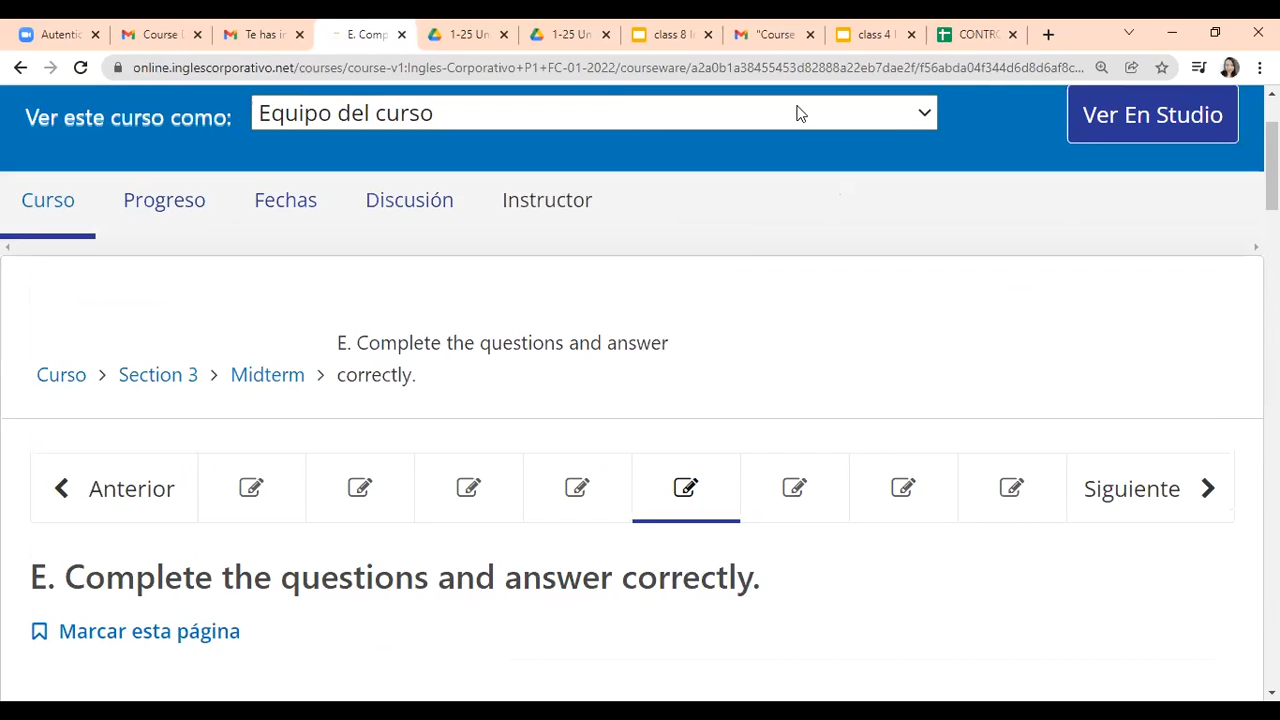 Autentic
Course
Te has ir
E. Comp
1-25 Un
1-25 Un
class 8 I
"Course
class 4 I
CONTRO
online.inglescorporativo.net/courses/course-v1:Ingles-Corporativo+P1+FC-01-2022/courseware/a2a0b1a38455453d82888a22eb7dae2f/f56abda04f344d6d8d6af8c...
Ver este curso como:
Equipo del curso
Ver En Studio
Curso
Progreso
Fechas
Discusión
Instructor
E. Complete the questions and answer
Curso > Section 3 > Midterm > correctly.
Anterior
Siguiente
E. Complete the questions and answer correctly.
Marcar esta página